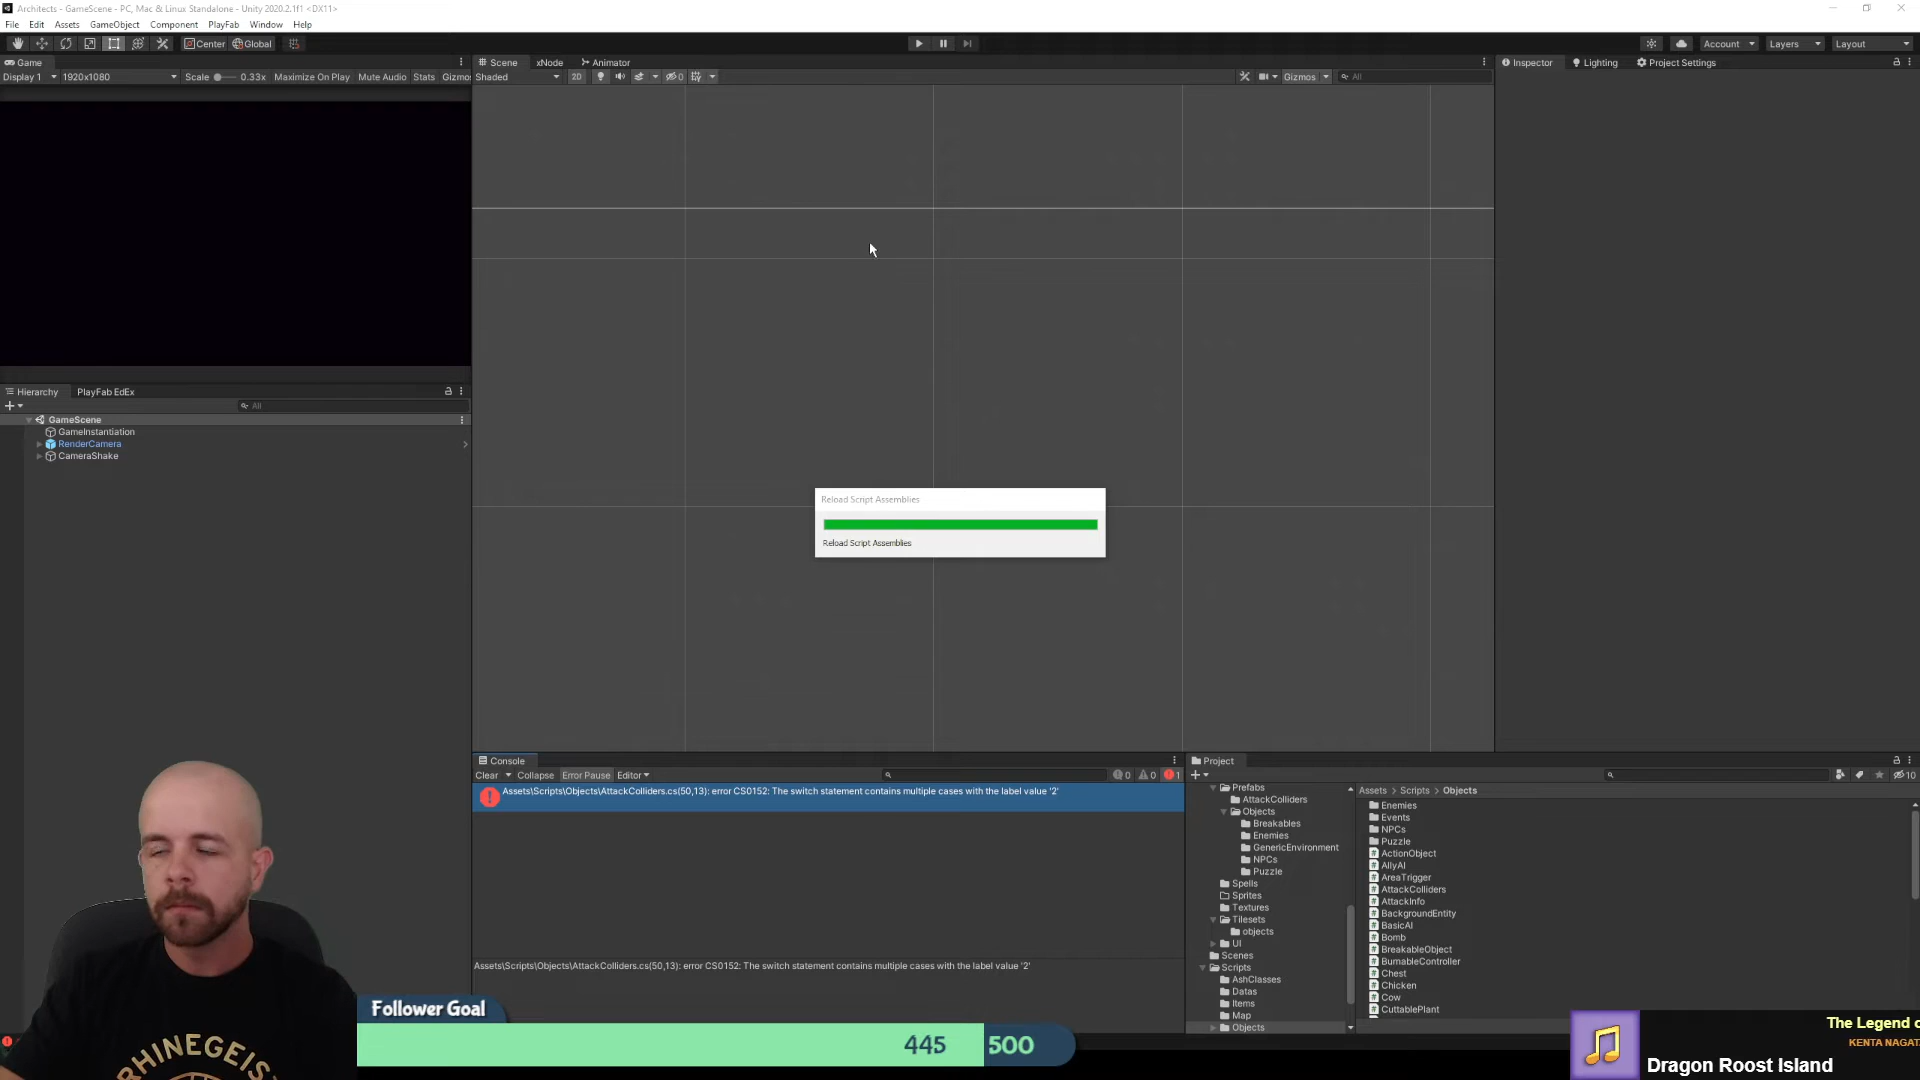 Architects - GameScene - PC, Mac & Linux Standalone - Unity 2020.2.1f1 <DX11>
File Edit Assets GameObject Component PlayFab Window Help
Center Global Account Layers Layout
Game
Display 1 1920x1080 Scale 0.33x Maximize On Play Mute Audio Stats Gizmos
Scene xNode Animator
Shaded 2D 0 Gizmos All
Inspector Lighting Project Settings
Hierarchy PlayFab EdEx
All
GameScene
GameInstantiation
RenderCamera
CameraShake
Reload Script Assemblies
Reload Script Assemblies
Console
Clear Collapse Error Pause Editor 0 0 1
Assets\Scripts\Objects\AttackColliders.cs(50,13): error CS0152: The switch statement contains multiple cases with the label value '2'
Assets\Scripts\Objects\AttackColliders.cs(50,13): error CS0152: The switch statement contains multiple cases with the label value '2'
Project
10
Prefabs
AttackColliders
Objects
Breakables
Enemies
GenericEnvironment
NPCs
Puzzle
Spells
Sprites
Textures
Tilesets
objects
UI
Scenes
Scripts
AshClasses
Datas
Items
Map
Objects
Assets > Scripts > Objects
Enemies
Events
NPCs
Puzzle
ActionObject
AllyAI
AreaTrigger
AttackColliders
AttackInfo
BackgroundEntity
BasicAI
Bomb
BreakableObject
BurnableController
Chest
Chicken
Cow
CuttablePlant
RHINEGEIST
Follower Goal
445 500
The Legend
KENTA NAGAT
Dragon Roost Island